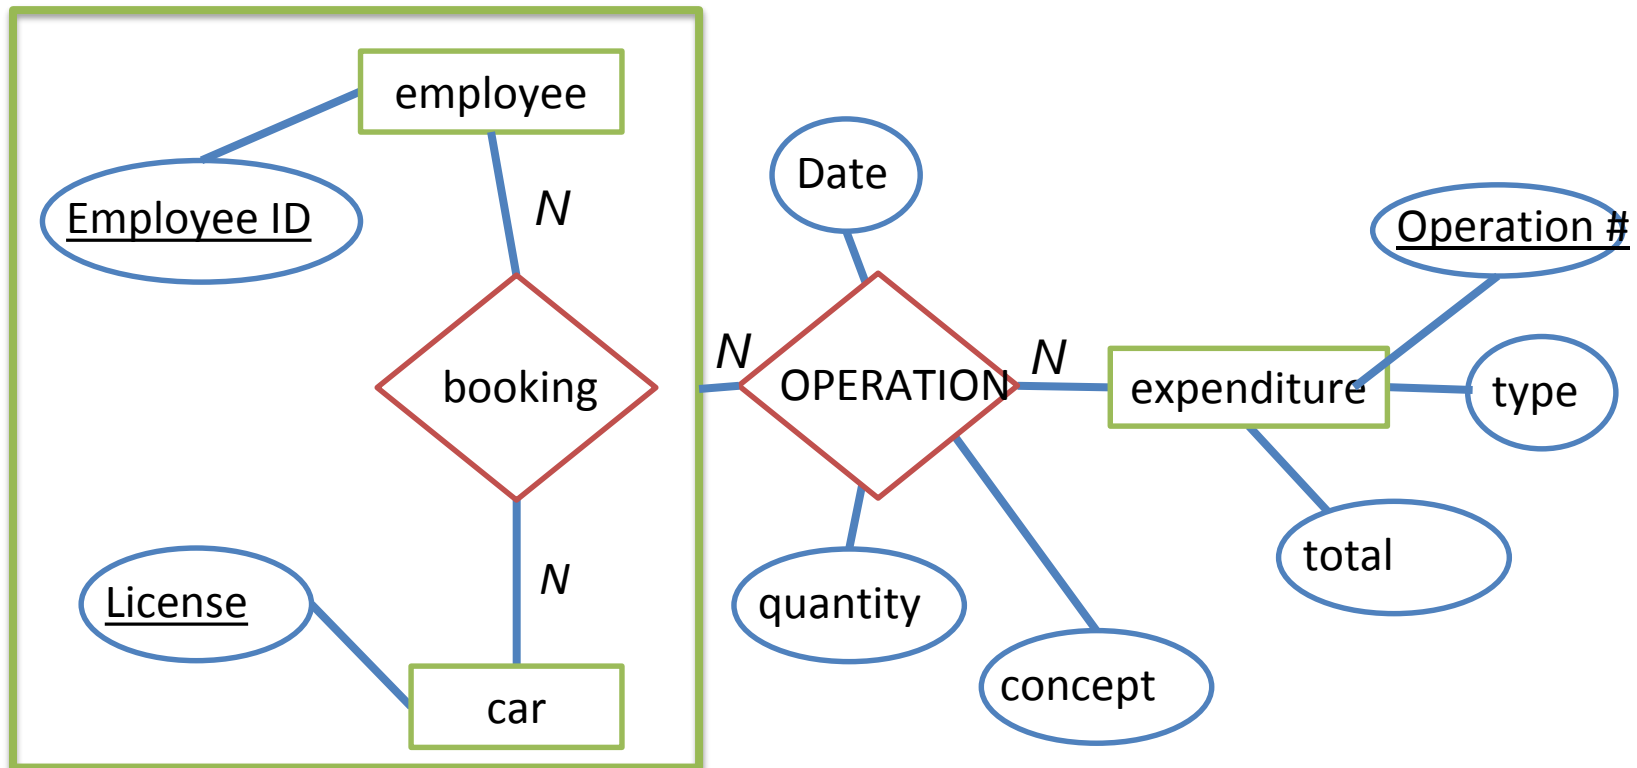 employee
Date
Employee ID
N
Operation #
N
N
booking
OPERATION
expenditure
type
total
N
License
quantity
concept
car